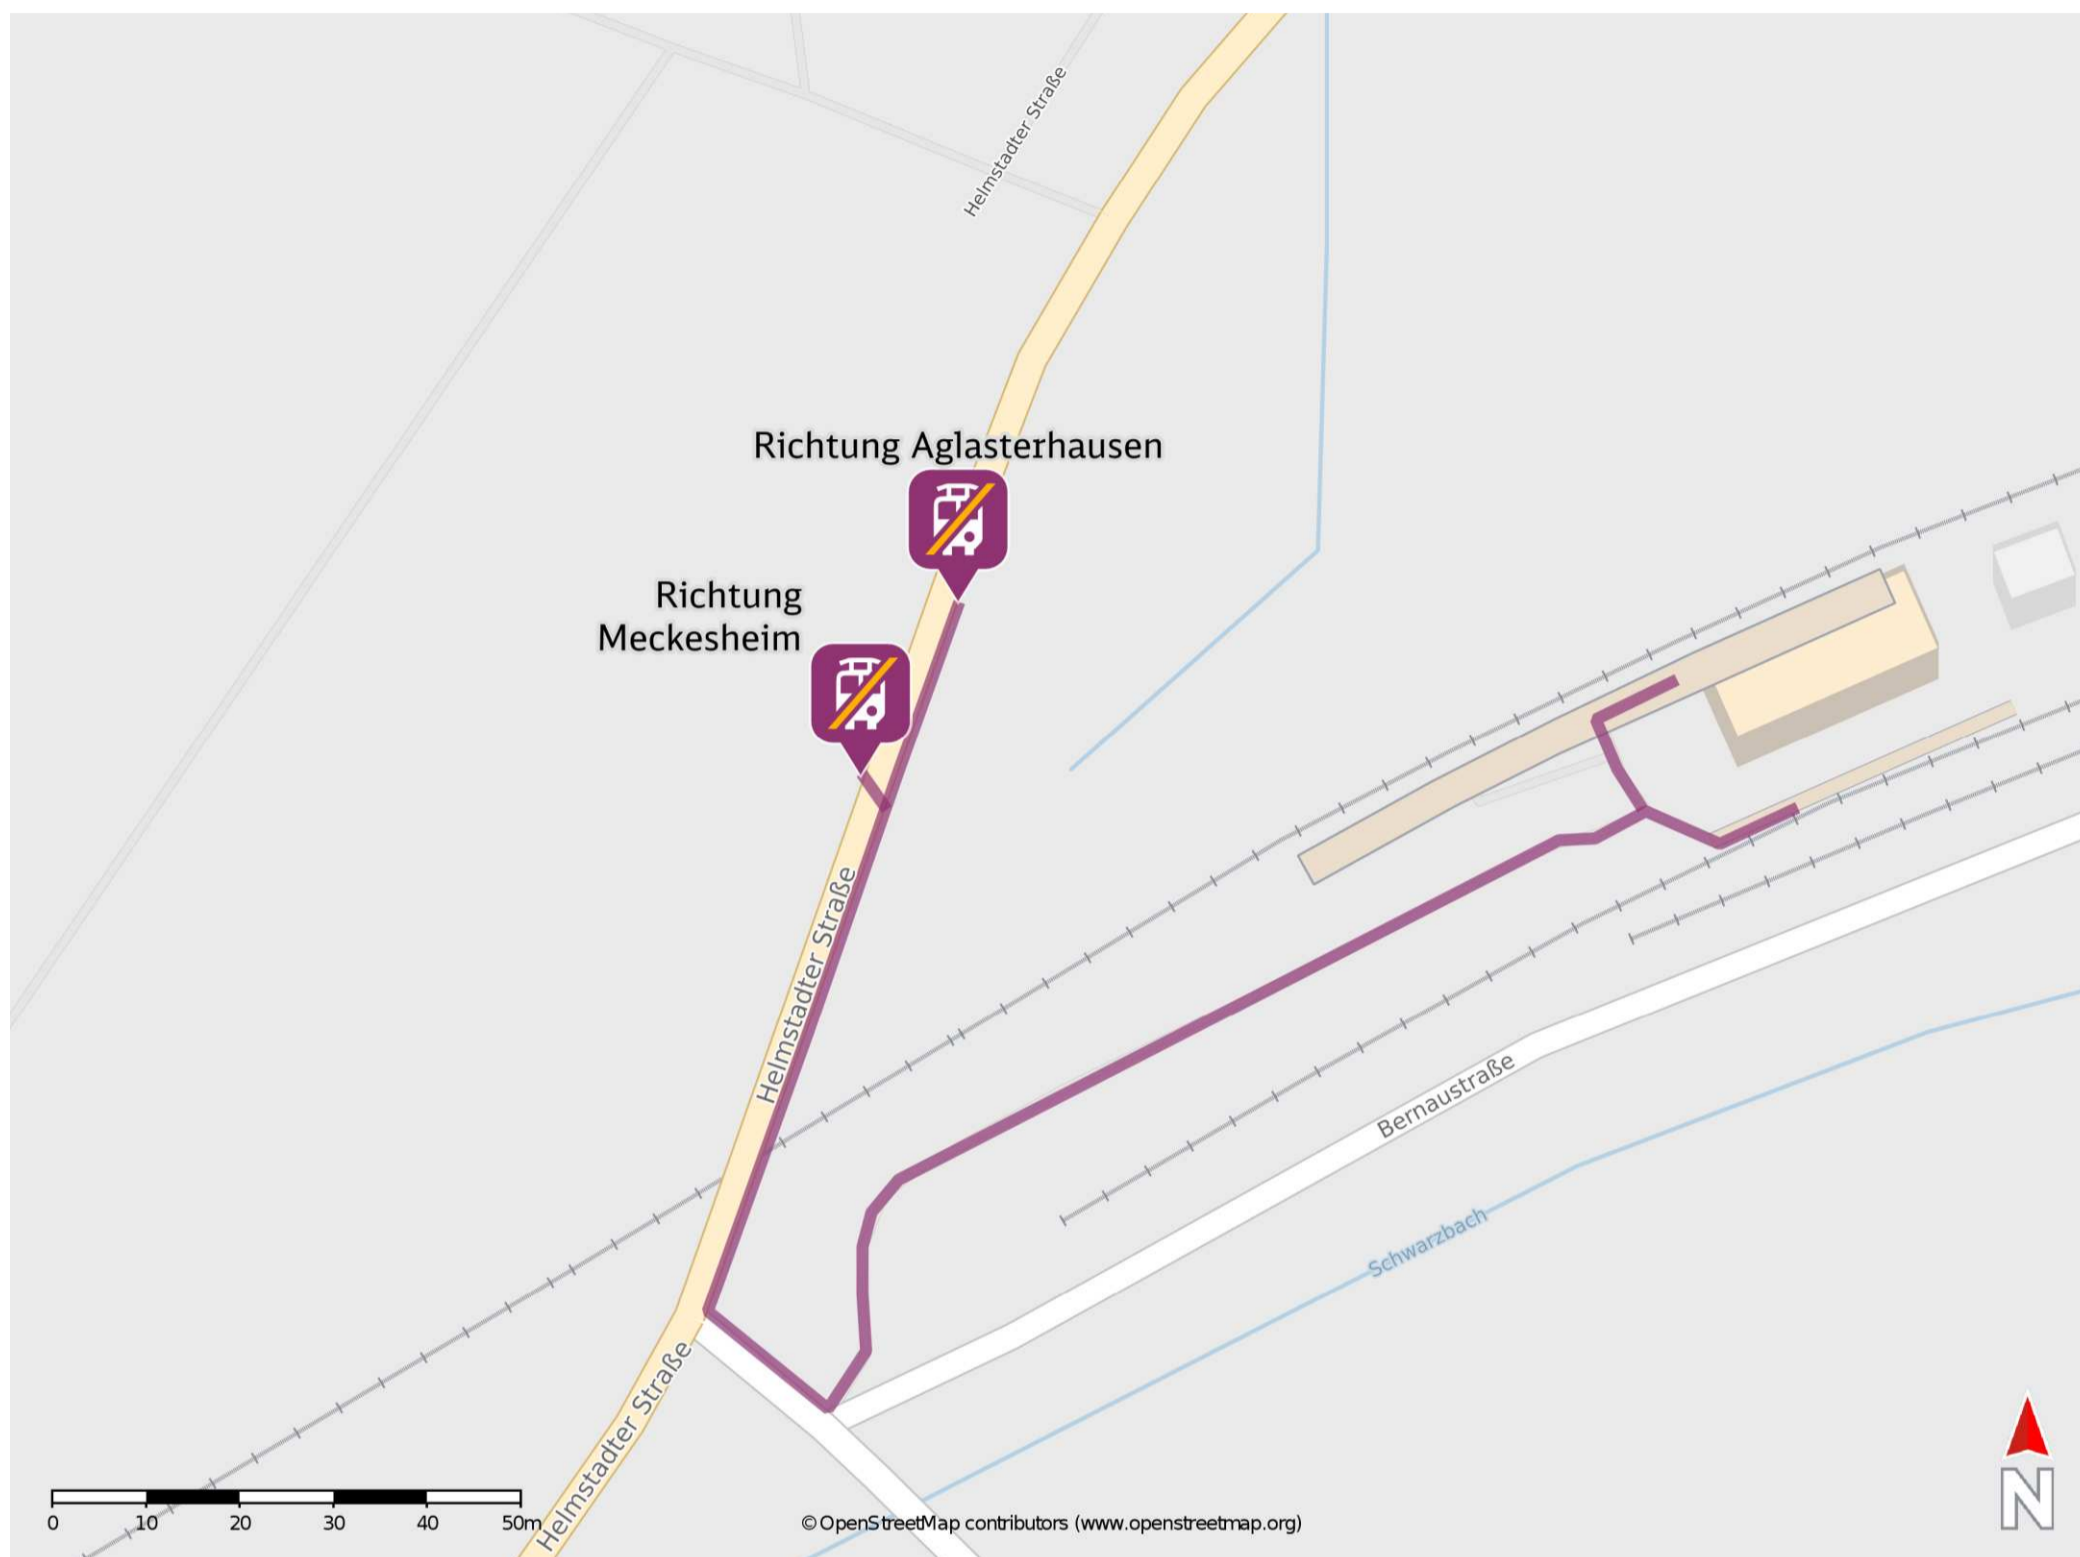 Helmstadter Straße
Richtung Aglasterhausen
Richtung
Meckesheim
Helmstadter Straße
Bernaustraße
Schwarzbach
Helmstadter Straße
0 10 20 30 40 50m
© OpenStreetMap contributors (www.openstreetmap.org)
N